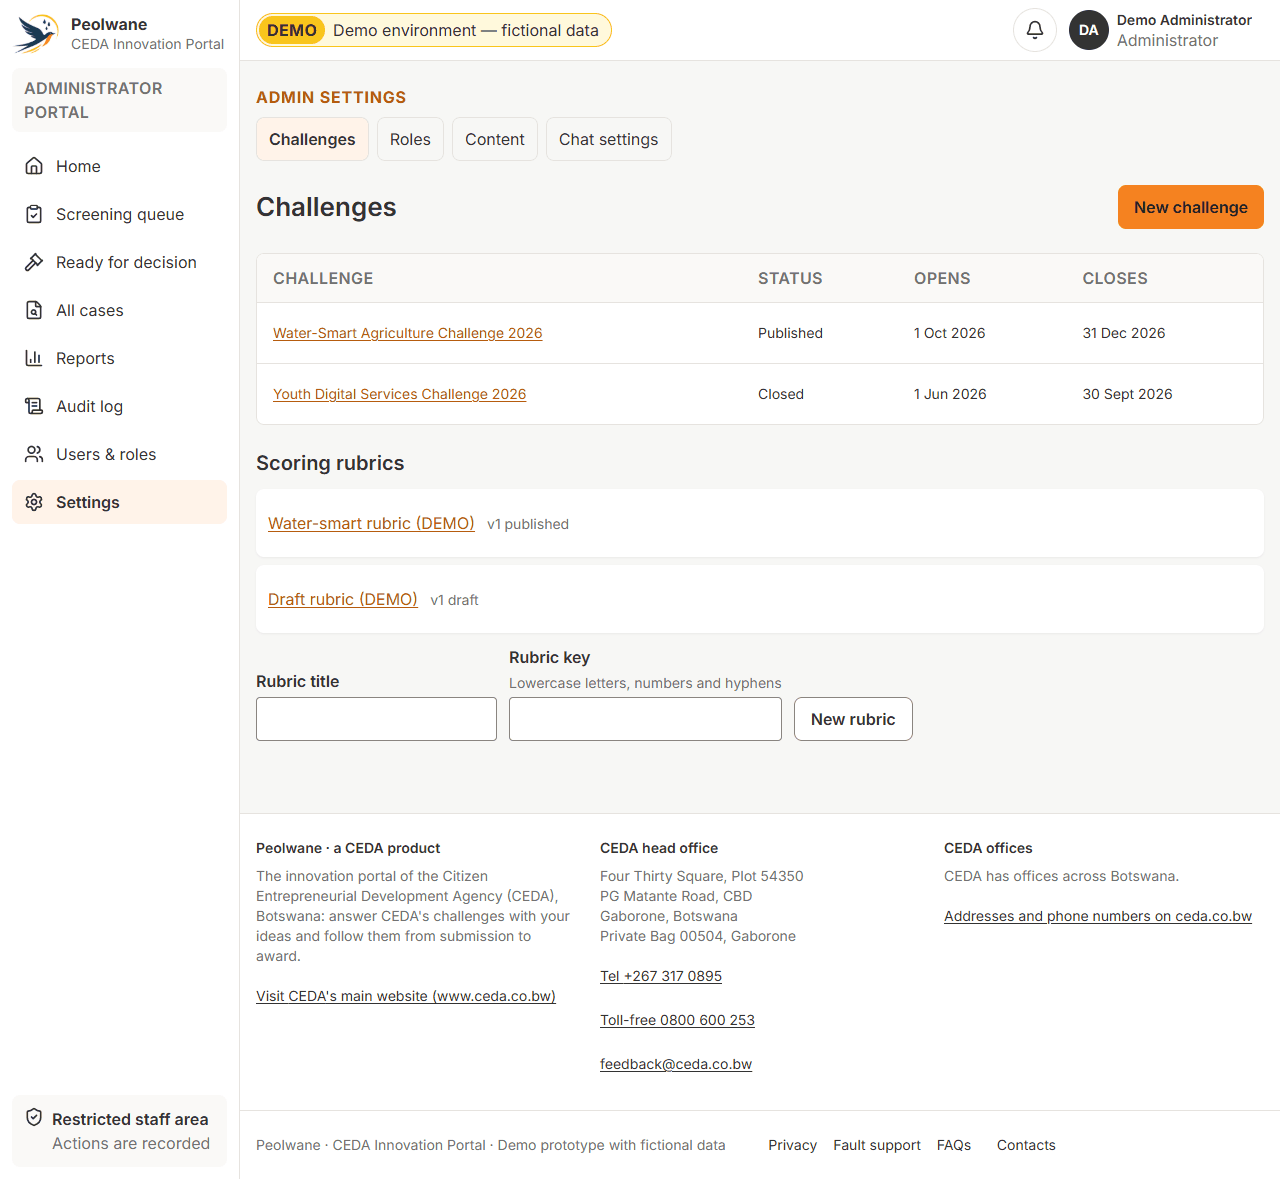 Peolwane
CEDA Innovation Portal
ADMINISTRATOR
PORTAL
Home
Screening queue
Ready for decision
All cases
Reports
Audit log
Users & roles
Settings
Restricted staff area
Actions are recorded
DEMO Demo environment — fictional data
DA
Demo Administrator
Administrator
ADMIN SETTINGS
Challenges Roles Content Chat settings
Challenges
New challenge
CHALLENGE STATUS OPENS CLOSES
Water-Smart Agriculture Challenge 2026 Published 1 Oct 2026 31 Dec 2026
Youth Digital Services Challenge 2026 Closed 1 Jun 2026 30 Sept 2026
Scoring rubrics
Water-smart rubric (DEMO) v1 published
Draft rubric (DEMO) v1 draft
Rubric title
Rubric key
Lowercase letters, numbers and hyphens
New rubric
Peolwane · a CEDA product
The innovation portal of the Citizen
Entrepreneurial Development Agency (CEDA),
Botswana: answer CEDA's challenges with your
ideas and follow them from submission to
award.
Visit CEDA's main website (www.ceda.co.bw)
CEDA head office
Four Thirty Square, Plot 54350
PG Matante Road, CBD
Gaborone, Botswana
Private Bag 00504, Gaborone
Tel +267 317 0895
Toll-free 0800 600 253
feedback@ceda.co.bw
CEDA offices
CEDA has offices across Botswana.
Addresses and phone numbers on ceda.co.bw
Peolwane · CEDA Innovation Portal · Demo prototype with fictional data
Privacy Fault support FAQs Contacts